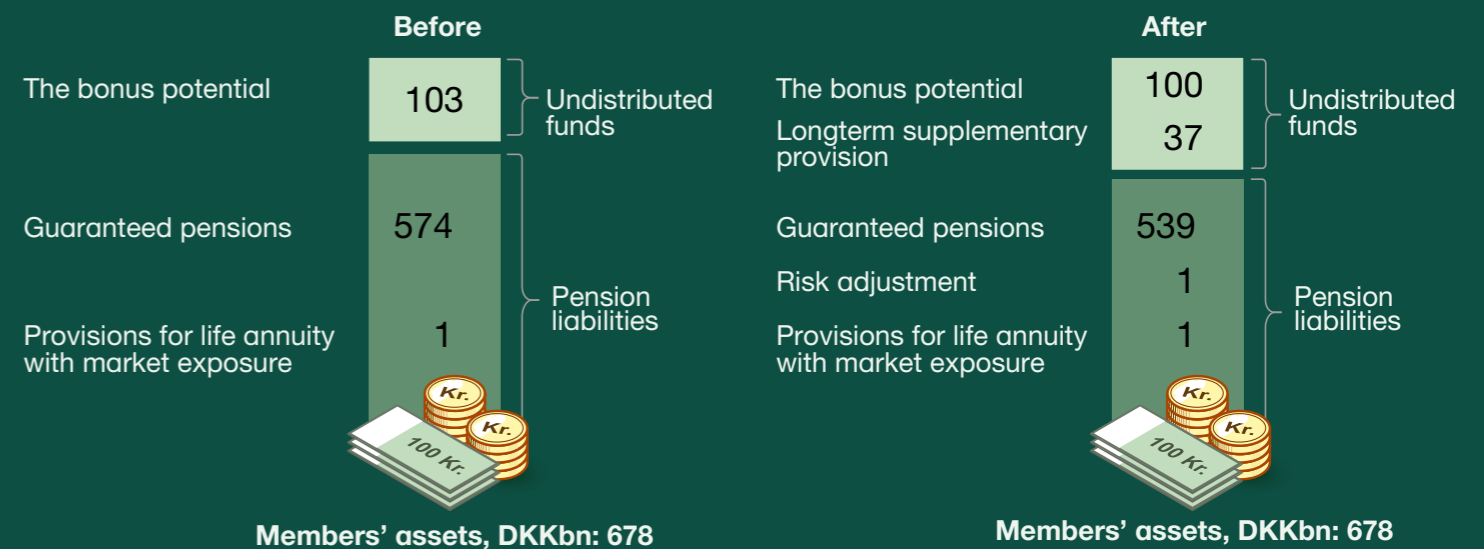 Before
The bonus potential
103
Undistributed
funds
Guaranteed pensions
574
Pension
liabilities
Provisions for life annuity
with market exposure
1
Kr.
Kr.
100 Kr.
Members’ assets, DKKbn: 678
After
The bonus potential
100
Longterm supplementary
provision
37
Undistributed
funds
Guaranteed pensions
539
Risk adjustment
1
Pension
liabilities
Provisions for life annuity
with market exposure
1
Kr.
Kr.
100 Kr.
Members’ assets, DKKbn: 678